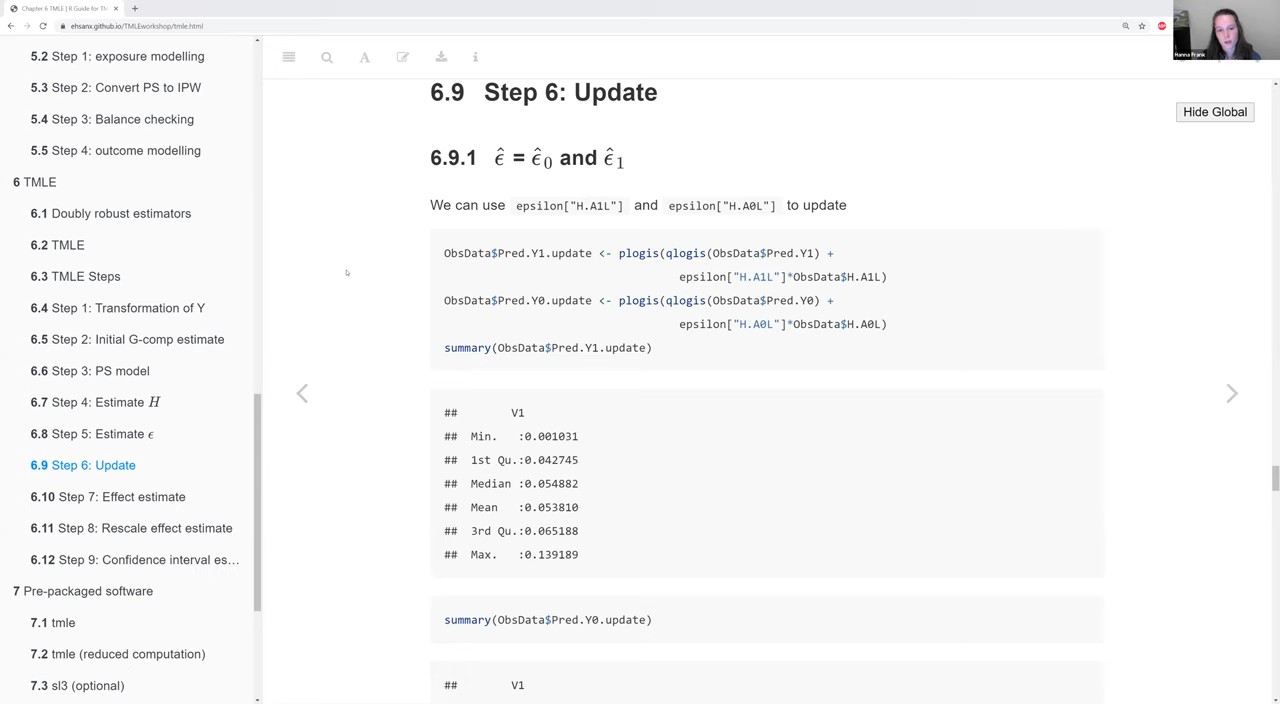 Chapter 6 TMLE | R Guide for TM
ehsanx.github.io/TMLEworkshop/tmle.html
Hanna Frank
5.2 Step 1: exposure modelling
5.3 Step 2: Convert PS to IPW
5.4 Step 3: Balance checking
5.5 Step 4: outcome modelling
6 TMLE
6.1 Doubly robust estimators
6.2 TMLE
6.3 TMLE Steps
6.4 Step 1: Transformation of Y
6.5 Step 2: Initial G-comp estimate
6.6 Step 3: PS model
6.7 Step 4: Estimate H
6.8 Step 5: Estimate ϵ
6.9 Step 6: Update
6.10 Step 7: Effect estimate
6.11 Step 8: Rescale effect estimate
6.12 Step 9: Confidence interval es…
7 Pre-packaged software
7.1 tmle
7.2 tmle (reduced computation)
7.3 sl3 (optional)
6.9 Step 6: Update
Hide Global
6.9.1 ϵ̂ = ϵ̂₀ and ϵ̂₁
We can use epsilon["H.A1L"] and epsilon["H.A0L"] to update
ObsData$Pred.Y1.update <- plogis(qlogis(ObsData$Pred.Y1) +
epsilon["H.A1L"]*ObsData$H.A1L)
ObsData$Pred.Y0.update <- plogis(qlogis(ObsData$Pred.Y0) +
epsilon["H.A0L"]*ObsData$H.A0L)
summary(ObsData$Pred.Y1.update)
## V1
## Min. :0.001031
## 1st Qu.:0.042745
## Median :0.054882
## Mean :0.053810
## 3rd Qu.:0.065188
## Max. :0.139189
summary(ObsData$Pred.Y0.update)
## V1